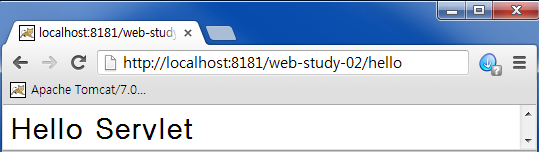 localhost:8181/web-study
http://localhost:8181/web-study-02/hello
Apache Tomcat/7.0...
Hello Servlet